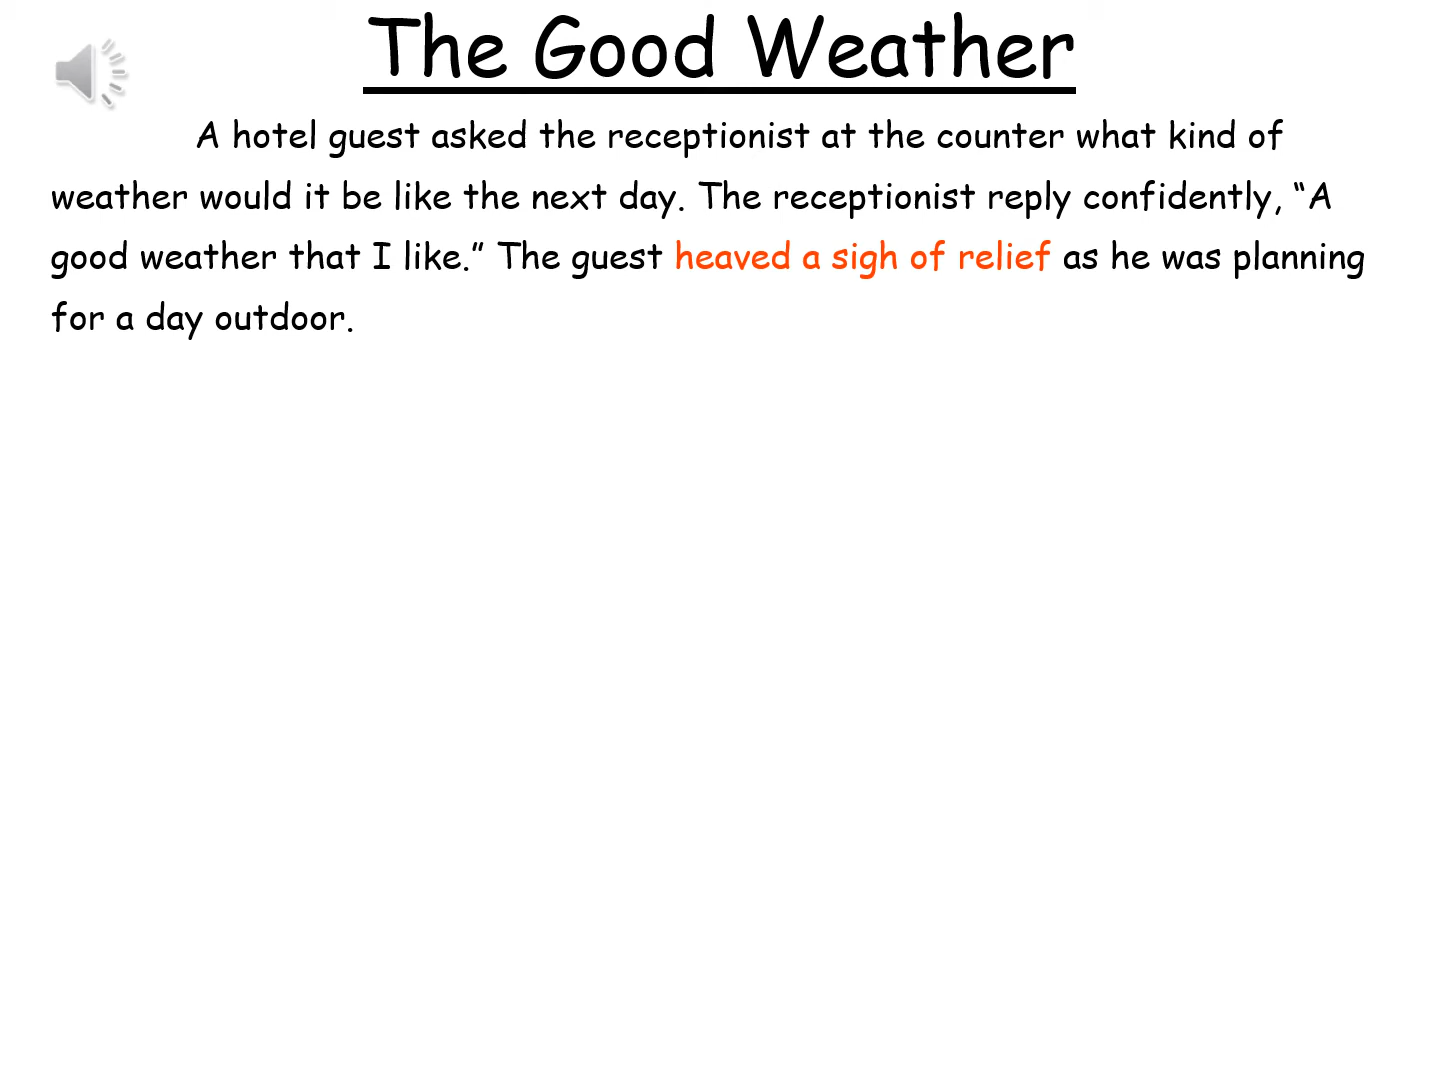 The Good Weather
A hotel guest asked the receptionist at the counter what kind of
weather would it be like the next day. The receptionist reply confidently, “A
good weather that I like.” The guest heaved a sigh of relief as he was planning
for a day outdoor.